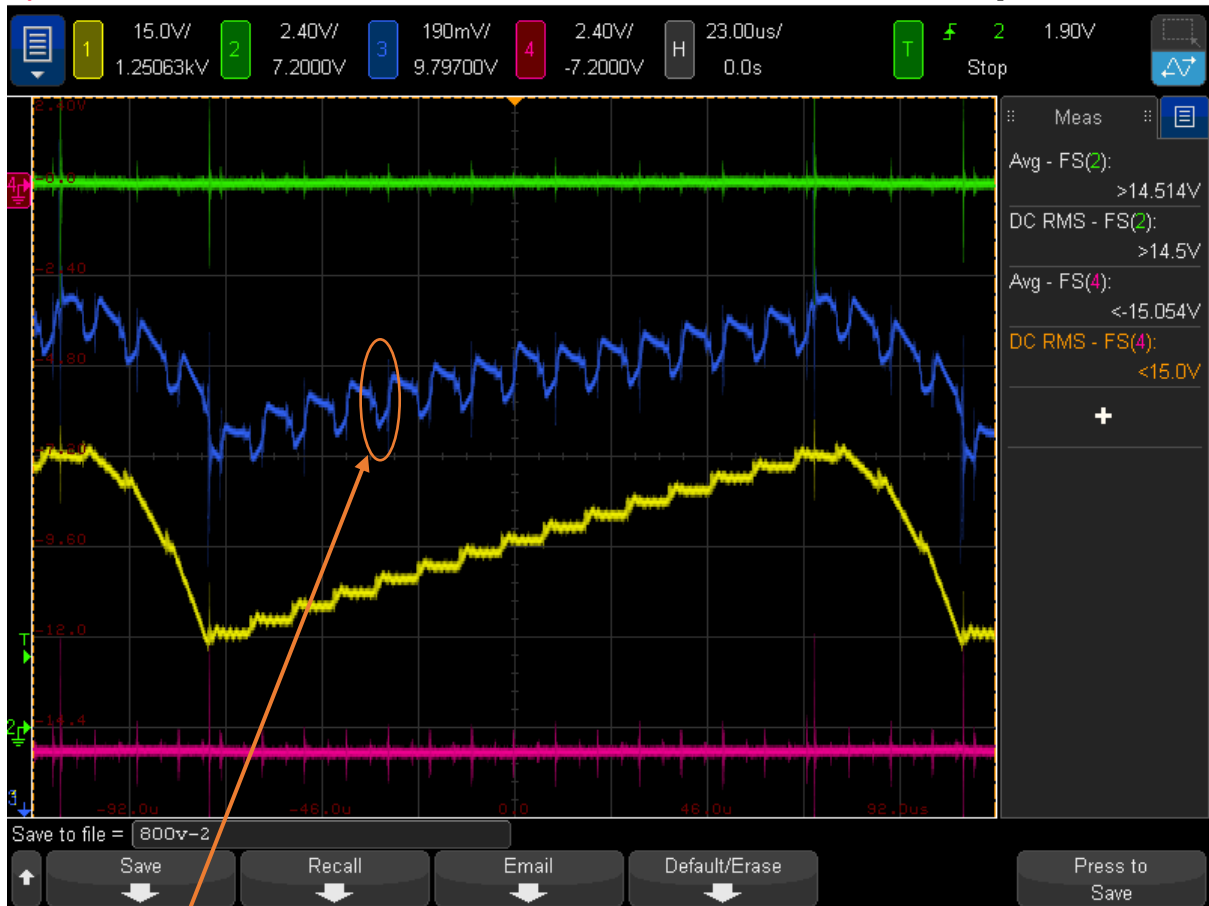 1 15.0V/ 2 2.40V/ 3 190mV/ 4 2.40V/ H 23.00us/ T 2 1.90V
1.25063kV 7.2000V 9.79700V -7.2000V 0.0s Stop
Meas
Avg - FS(2):
>14.514V
DC RMS - FS(2):
>14.5V
Avg - FS(4):
<-15.054V
DC RMS - FS(4):
<15.0V
+
-2.40
-4.80
-9.60
T
-12.0
2 -14.4
-92.0u -46.0u 0.0 46.0u 92.0us
Save to file = 800v-2
Save Recall Email Default/Erase Press to
Save